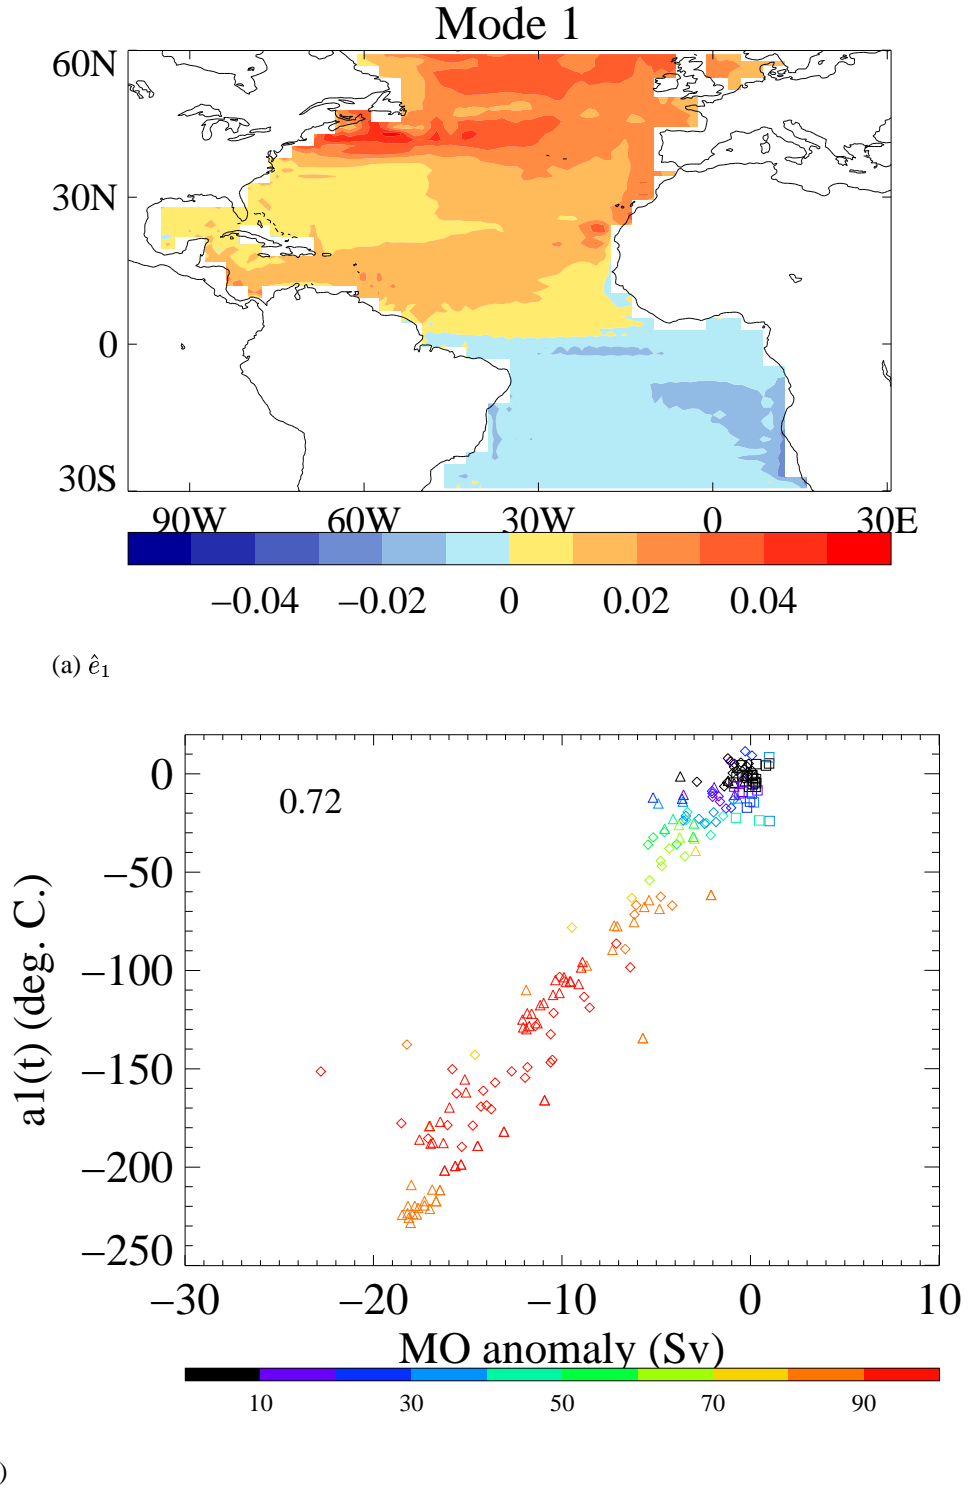 Mode 1
60N
30N
0
30S
90W 60W 30W 0 30E
−0.04 −0.02 0 0.02 0.04
(a) ê₁
0.72
0
−50
−100
−150
−200
−250
a1(t) (deg. C.)
−30 −20 −10 0 10
MO anomaly (Sv)
10 30 50 70 90
)